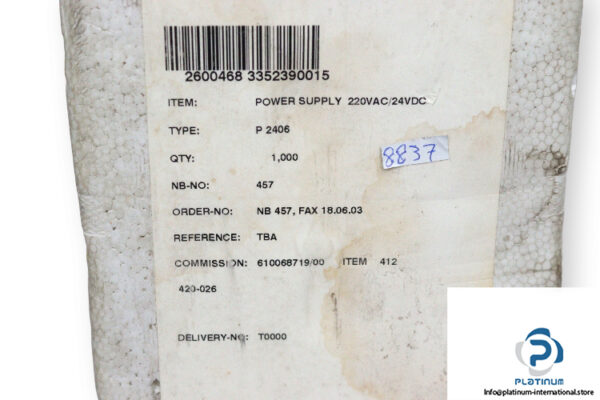 2600468 3352390015
ITEM: POWER SUPPLY 220VAC/24VDC
TYPE: P 2406
QTY: 1,000
8837
NB-NO: 457
ORDER-NO: NB 457, FAX 18.06.03
REFERENCE: TBA
COMMISSION: 610068719/00 ITEM 412
420-026
DELIVERY-NO: T0000
PLATINUM
Info@platinum-international.store